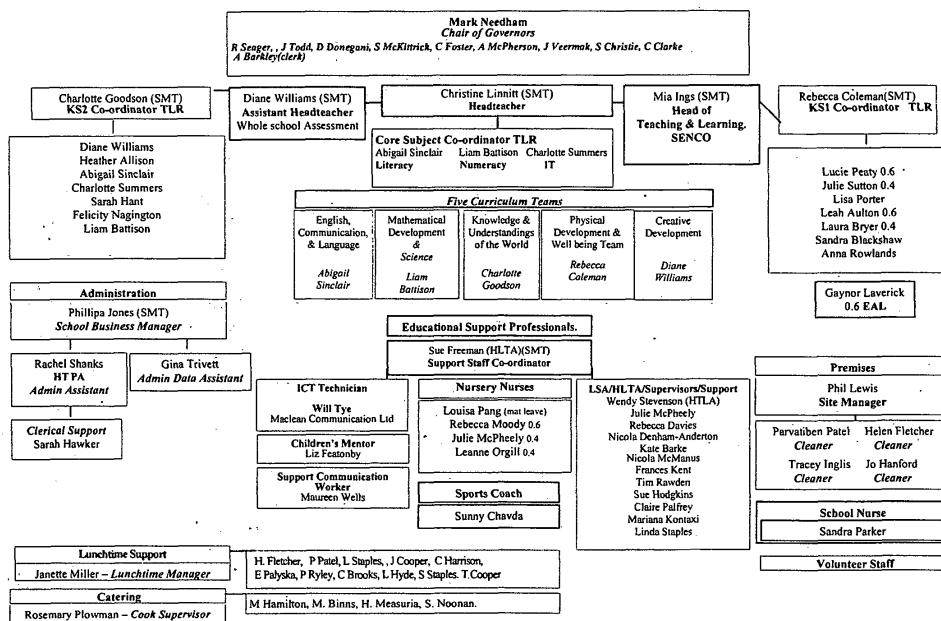 Mark Needham
Chair of Governors
R Seager, , J Todd, D Donegani, S McKittrick, C Foster, A McPherson, J Veermak, S Christie, C Clarke
A Barkley(clerk)
Charlotte Goodson (SMT)
KS2 Co-ordinator TLR
Diane Williams (SMT)
Assistant Headteacher
Whole school Assessment
Christine Linnitt (SMT)
Headteacher
Mia Ings (SMT)
Head of
Teaching & Learning.
SENCO
Rebecca Coleman(SMT)
KS1 Co-ordinator TLR
Diane Williams
Heather Allison
Abigail Sinclair
Charlotte Summers
Sarah Hant
Felicity Nagington
Liam Battison
Core Subject Co-ordinator TLR
Abigail Sinclair Liam Battison Charlotte Summers
Literacy Numeracy IT
Lucie Peaty 0.6
Julie Sutton 0.4
Lisa Porter
Leah Aulton 0.6
Laura Bryer 0.4
Sandra Blackshaw
Anna Rowlands
Five Curriculum Teams
English,
Communication,
& Language
Abigail
Sinclair
Mathematical
Development
&
Science
Liam
Battison
Knowledge &
Understandings
of the World
Charlotte
Goodson
Physical
Development &
Well being Team
Rebecca
Coleman
Creative
Development
Diane
Williams
Gaynor Laverick
0.6 EAL
Administration
Phillipa Jones (SMT)
School Business Manager
Rachel Shanks
HT PA
Admin Assistant
Gina Trivett
Admin Data Assistant
Clerical Support
Sarah Hawker
Educational Support Professionals.
Sue Freeman (HLTA)(SMT)
Support Staff Co-ordinator
ICT Technician
Will Tye
Maclean Communication Ltd
Children's Mentor
Liz Featonby
Support Communication
Worker
Maureen Wells
Nursery Nurses
Louisa Pang (mat leave)
Rebecca Moody 0.6
Julie McPheely 0.4
Leanne Orgill 0.4
Sports Coach
Sunny Chavda
LSA/HLTA/Supervisors/Support
Wendy Stevenson (HTLA)
Julie McPheely
Rebecca Davies
Nicola Denham-Anderton
Kate Barke
Nicola McManus
Frances Kent
Tim Rawden
Sue Hodgkins
Claire Palfrey
Mariana Kontaxi
Linda Staples
Premises
Phil Lewis
Site Manager
Parvatiben Patel Helen Fletcher
Cleaner Cleaner
Tracey Inglis Jo Hanford
Cleaner Cleaner
School Nurse
Sandra Parker
Volunteer Staff
Lunchtime Support
Janette Miller – Lunchtime Manager
H. Fletcher, P Patel, L Staples, , J Cooper, C Harrison,
E Palyska, P Ryley, C Brooks, L Hyde, S Staples. T.Cooper
Catering
Rosemary Plowman – Cook Supervisor
M Hamilton, M. Binns, H. Measuria, S. Noonan.